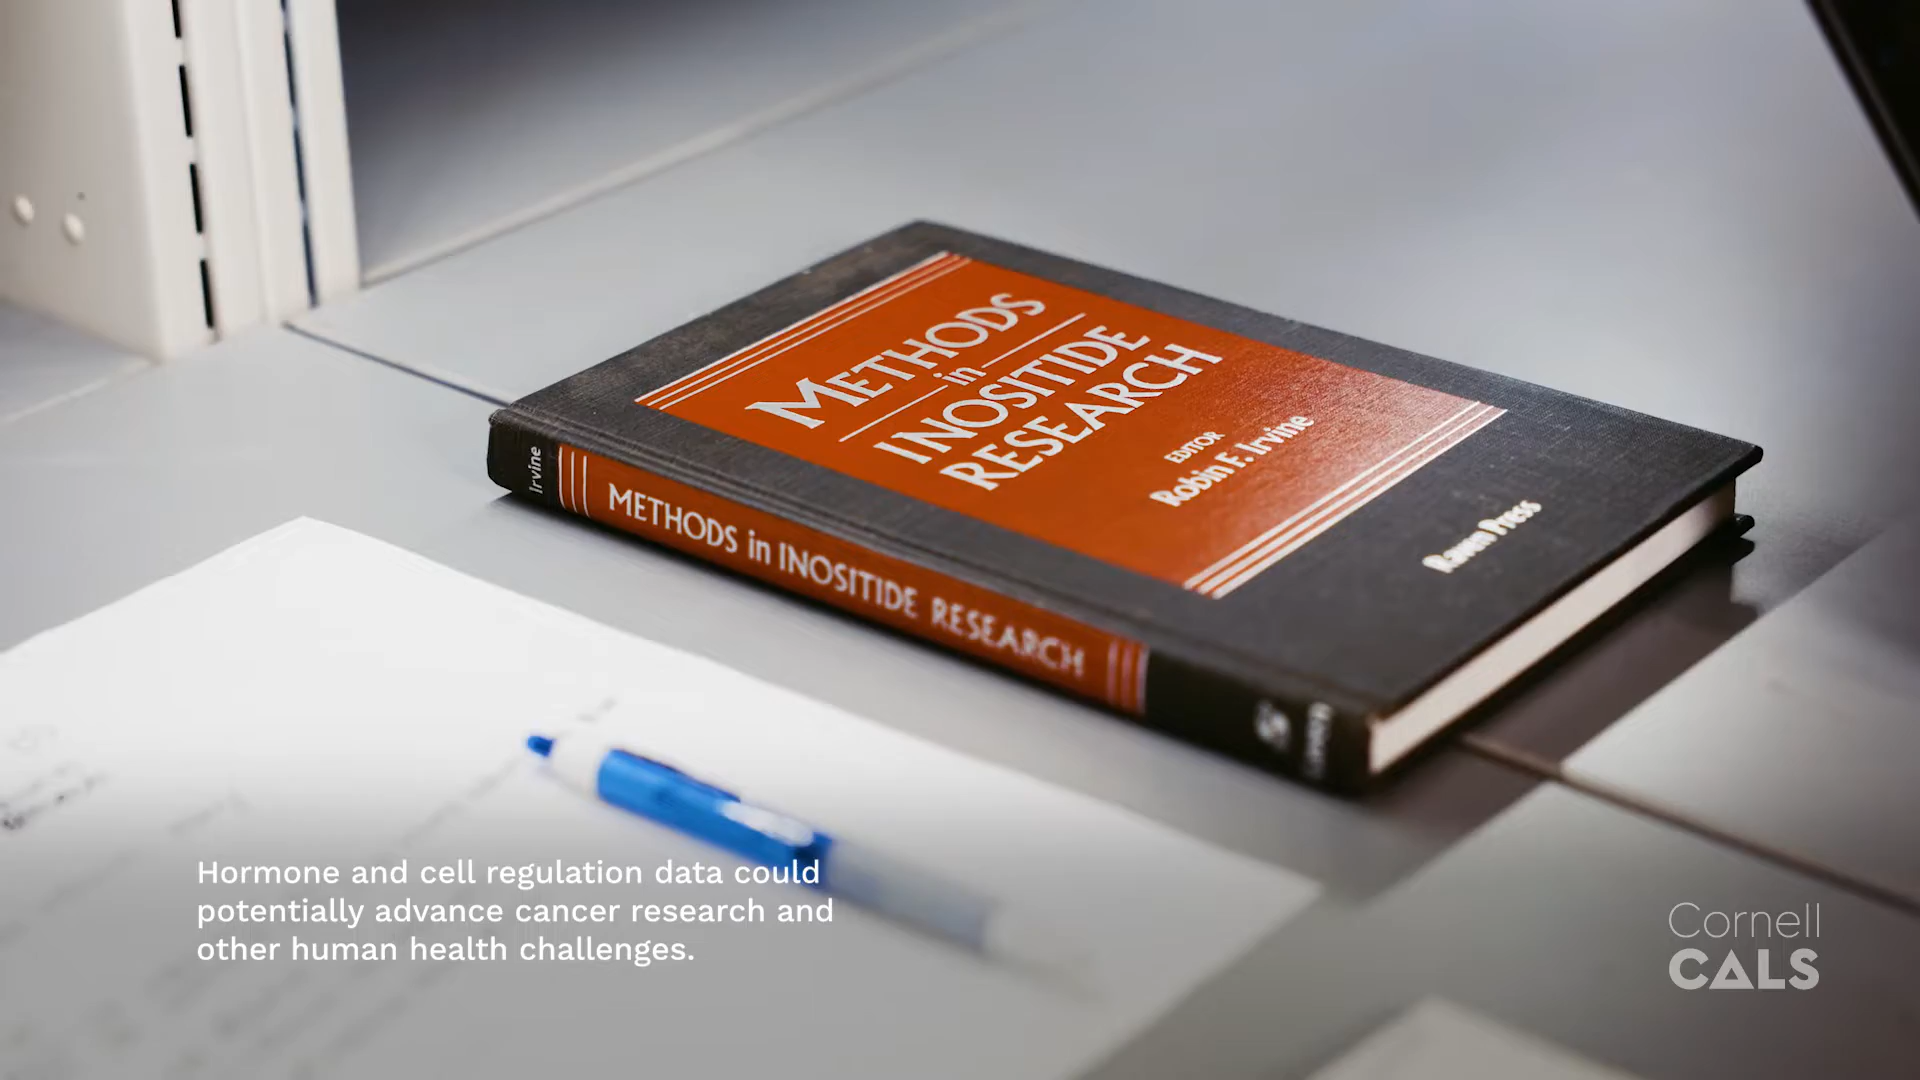 METHODS
in
INOSITIDE
RESEARCH
EDITOR
Robin F. Irvine
Raven Press
Irvine
METHODS in INOSITIDE RESEARCH
Hormone and cell regulation data could
potentially advance cancer research and
other human health challenges.
Cornell
CALS